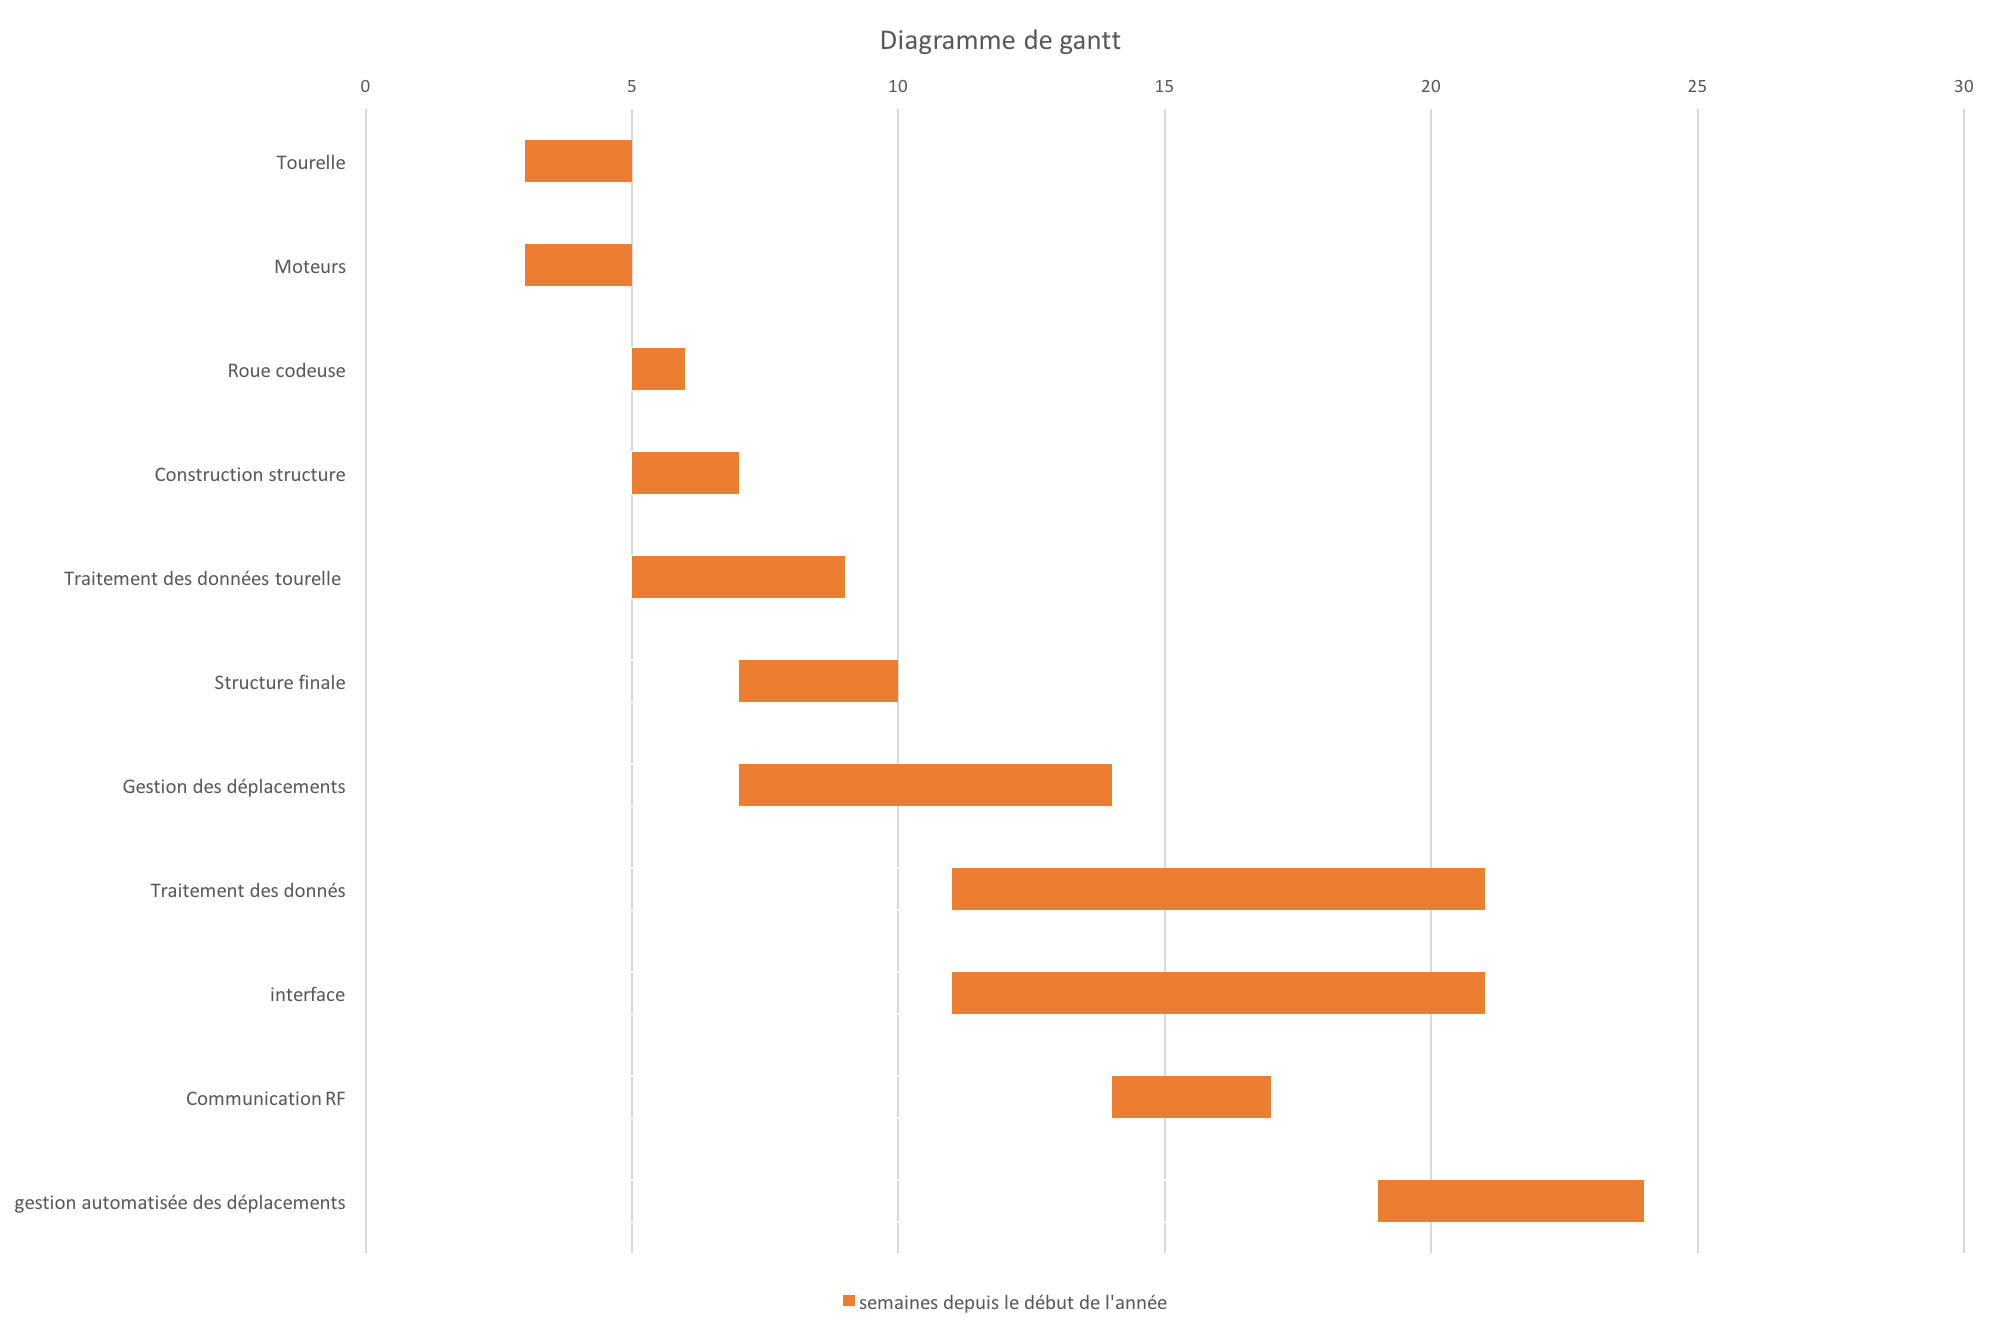 Diagramme de gantt
0 5 10 15 20 25 30
Tourelle
Moteurs
Roue codeuse
Construction structure
Traitement des données tourelle
Structure finale
Gestion des déplacements
Traitement des donnés
interface
Communication RF
gestion automatisée des déplacements
semaines depuis le début de l'année